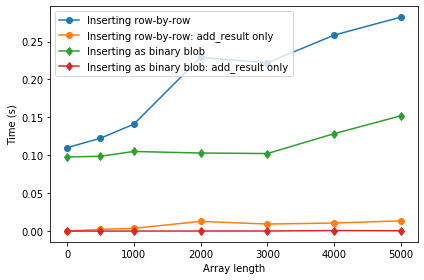 Inserting row-by-row
Inserting row-by-row: add_result only
Inserting as binary blob
Inserting as binary blob: add_result only
Time (s)
0.25
0.20
0.15
0.10
0.05
0.00
0 1000 2000 3000 4000 5000
Array length